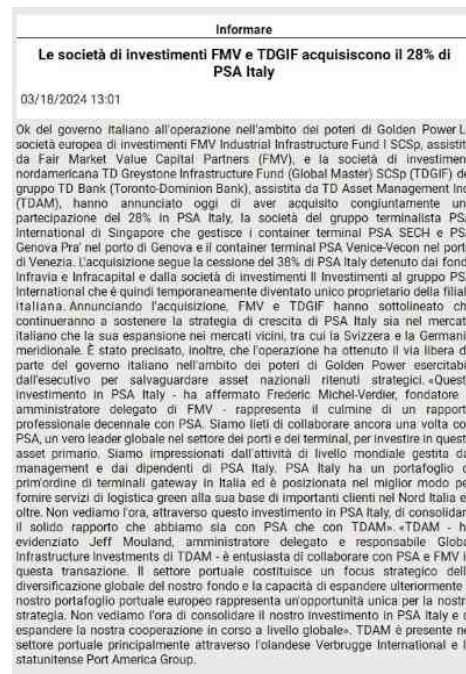 Informare
Le società di investimenti FMV e TDGIF acquisiscono il 28% di
PSA Italy
03/18/2024 13:01
Ok del governo italiano all'operazione nell'ambito dei poteri di Golden Power L
società europea di investimenti FMV Industrial Infrastructure Fund I SCSp, assistit
da Fair Market Value Capital Partners (FMV), e la società di investimen
nordamericana TD Greystone Infrastructure Fund (Global Master) SCSp (TDGIF) de
gruppo TD Bank (Toronto-Dominion Bank), assistita da TD Asset Management Inc
(TDAM), hanno annunciato oggi di aver acquisito congiuntamente un
partecipazione del 28% in PSA Italy, la società del gruppo terminalista PSA
International di Singapore che gestisce i container terminal PSA SECH e PSA
Genova Pra' nel porto di Genova e il container terminal PSA Venice-Vecon nel port
di Venezia. L'acquisizione segue la cessione del 38% di PSA Italy detenuto dai fond
Infravia e Infracapital e dalla società di investimenti Il Investimenti al gruppo PSA
International che è quindi temporaneamente diventato unico proprietario della filial
italiana. Annunciando l'acquisizione, FMV e TDGIF hanno sottolineato ch
continueranno a sostenere la strategia di crescita di PSA Italy sia nel mercat
italiano che la sua espansione nei mercati vicini, tra cui la Svizzera e la Germani
meridionale. È stato precisato, inoltre, che l'operazione ha ottenuto il via libera d
parte del governo italiano nell'ambito dei poteri di Golden Power esercitabi
dall'esecutivo per salvaguardare asset nazionali ritenuti strategici. «Quest
investimento in PSA Italy - ha affermato Frederic Michel-Verdier, fondatore
amministratore delegato di FMV - rappresenta il culmine di un rapport
professionale decennale con PSA. Siamo lieti di collaborare ancora una volta co
PSA, un vero leader globale nel settore dei porti e dei terminal, per investire in quest
asset primario. Siamo impressionati dall'attività di livello mondiale gestita da
management e dai dipendenti di PSA Italy. PSA Italy ha un portafoglio d
prim'ordine di terminali gateway in Italia ed è posizionata nel miglior modo pe
fornire servizi di logistica green alla sua base di importanti clienti nel Nord Italia e
oltre. Non vediamo l'ora, attraverso questo investimento in PSA Italy, di consolidar
il solido rapporto che abbiamo sia con PSA che con TDAM». «TDAM - h
evidenziato Jeff Mouland, amministratore delegato e responsabile Globa
Infrastructure Investments di TDAM - è entusiasta di collaborare con PSA e FMV i
questa transazione. Il settore portuale costituisce un focus strategico dell
diversificazione globale del nostro fondo e la capacità di espandere ulteriormente
nostro portafoglio portuale europeo rappresenta un'opportunità unica per la nostr
strategia. Non vediamo l'ora di consolidare il nostro investimento in PSA Italy e d
espandere la nostra cooperazione in corso a livello globale». TDAM è presente ne
settore portuale principalmente attraverso l'olandese Verbrugge International e l
statunitense Port America Group.